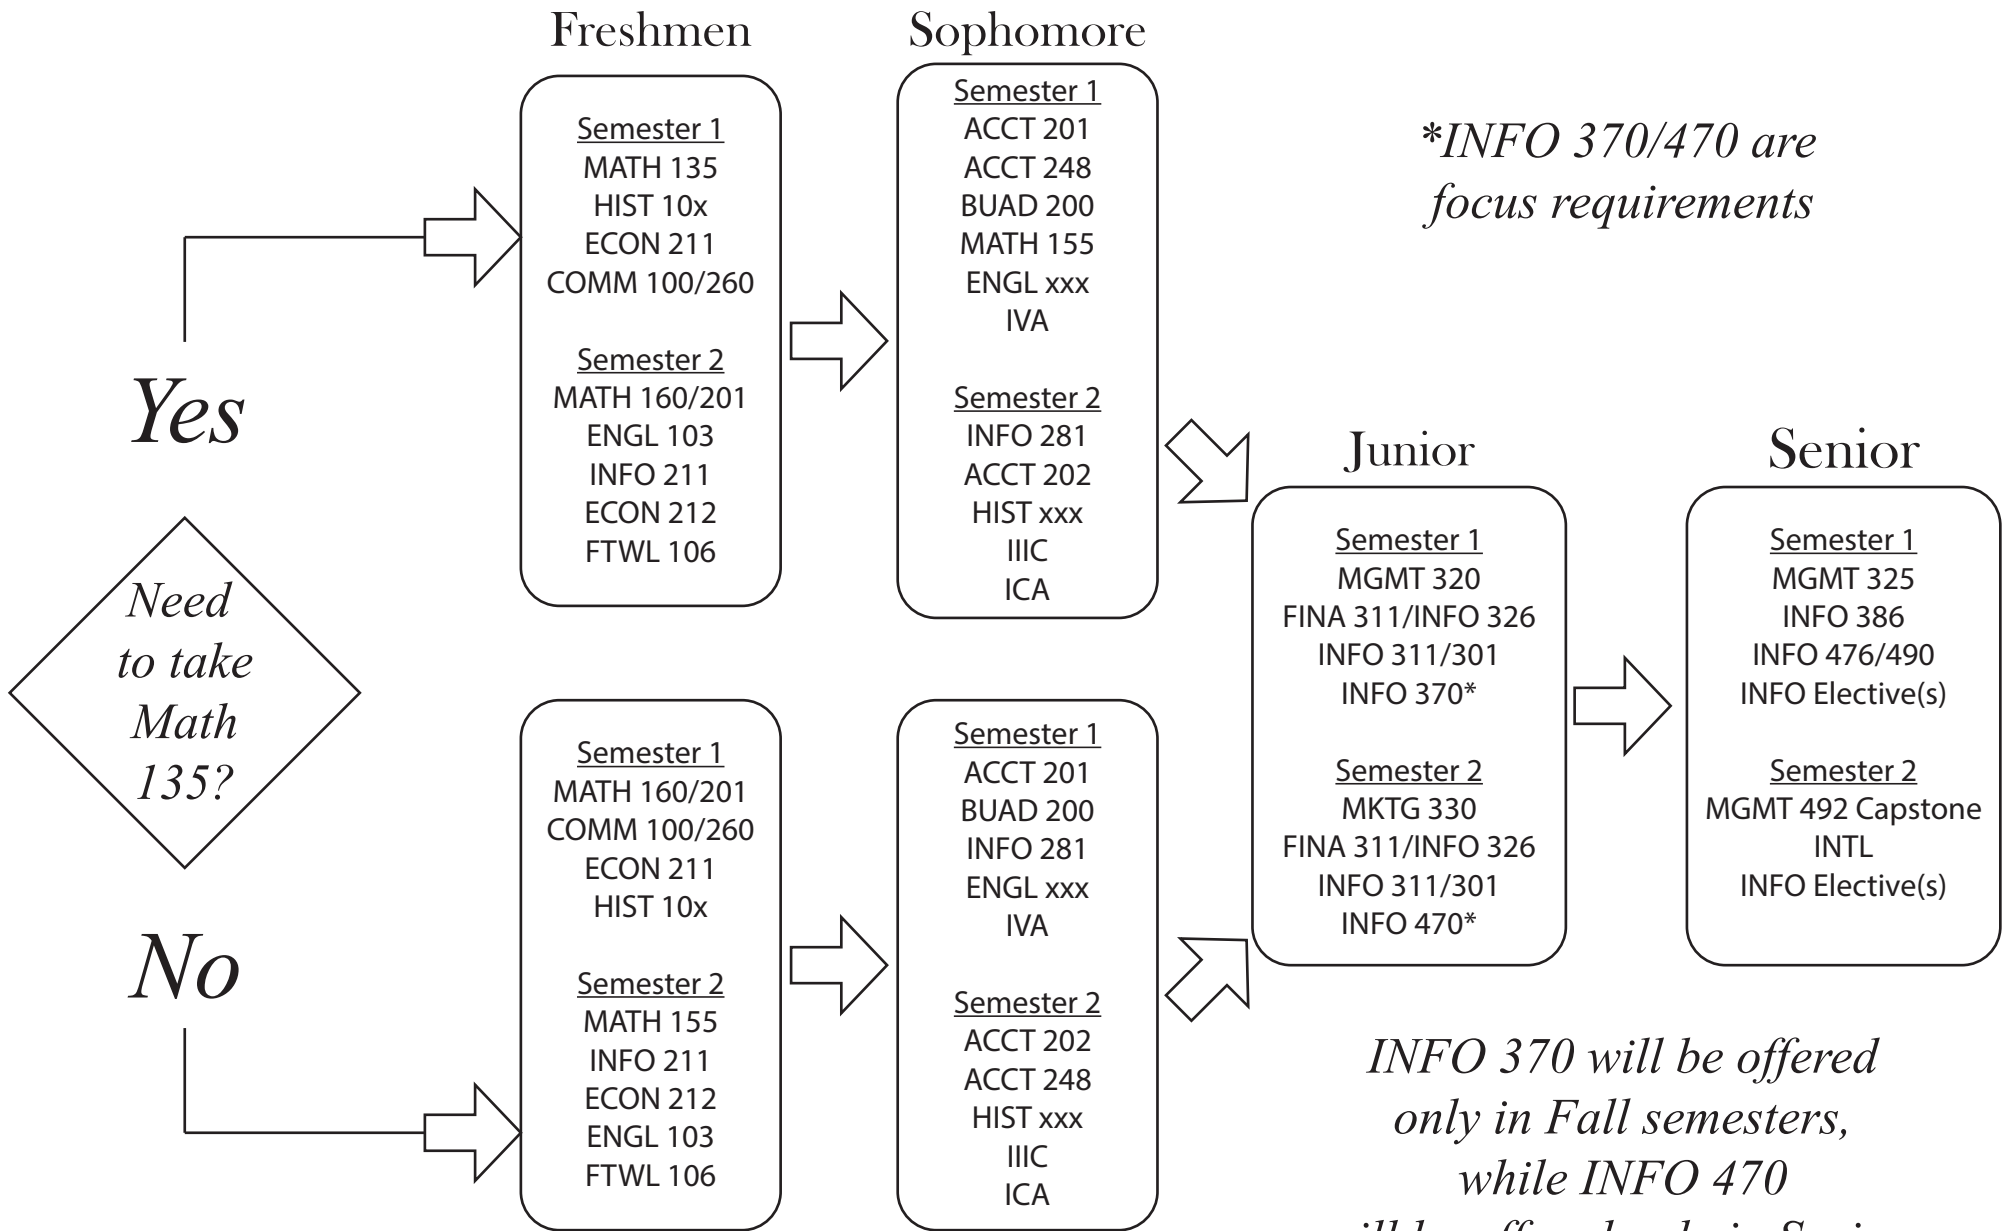 Freshmen
Semester 1
MATH 135
HIST 10x
ECON 211
COMM 100/260
Semester 2
MATH 160/201
ENGL 103
INFO 211
ECON 212
FTWL 106
Sophomore
Semester 1
ACCT 201
ACCT 248
BUAD 200
MATH 155
ENGL xxx
IVA
Semester 2
INFO 281
ACCT 202
HIST xxx
IIIC
ICA
*INFO 370/470 are
focus requirements
Yes
Need
to take
Math
135?
No
Semester 1
MATH 160/201
COMM 100/260
ECON 211
HIST 10x
Semester 2
MATH 155
INFO 211
ECON 212
ENGL 103
FTWL 106
Semester 1
ACCT 201
BUAD 200
INFO 281
ENGL xxx
IVA
Semester 2
ACCT 202
ACCT 248
HIST xxx
IIIC
ICA
Junior
Semester 1
MGMT 320
FINA 311/INFO 326
INFO 311/301
INFO 370*
Semester 2
MKTG 330
FINA 311/INFO 326
INFO 311/301
INFO 470*
Senior
Semester 1
MGMT 325
INFO 386
INFO 476/490
INFO Elective(s)
Semester 2
MGMT 492 Capstone
INTL
INFO Elective(s)
INFO 370 will be offered
only in Fall semesters,
while INFO 470